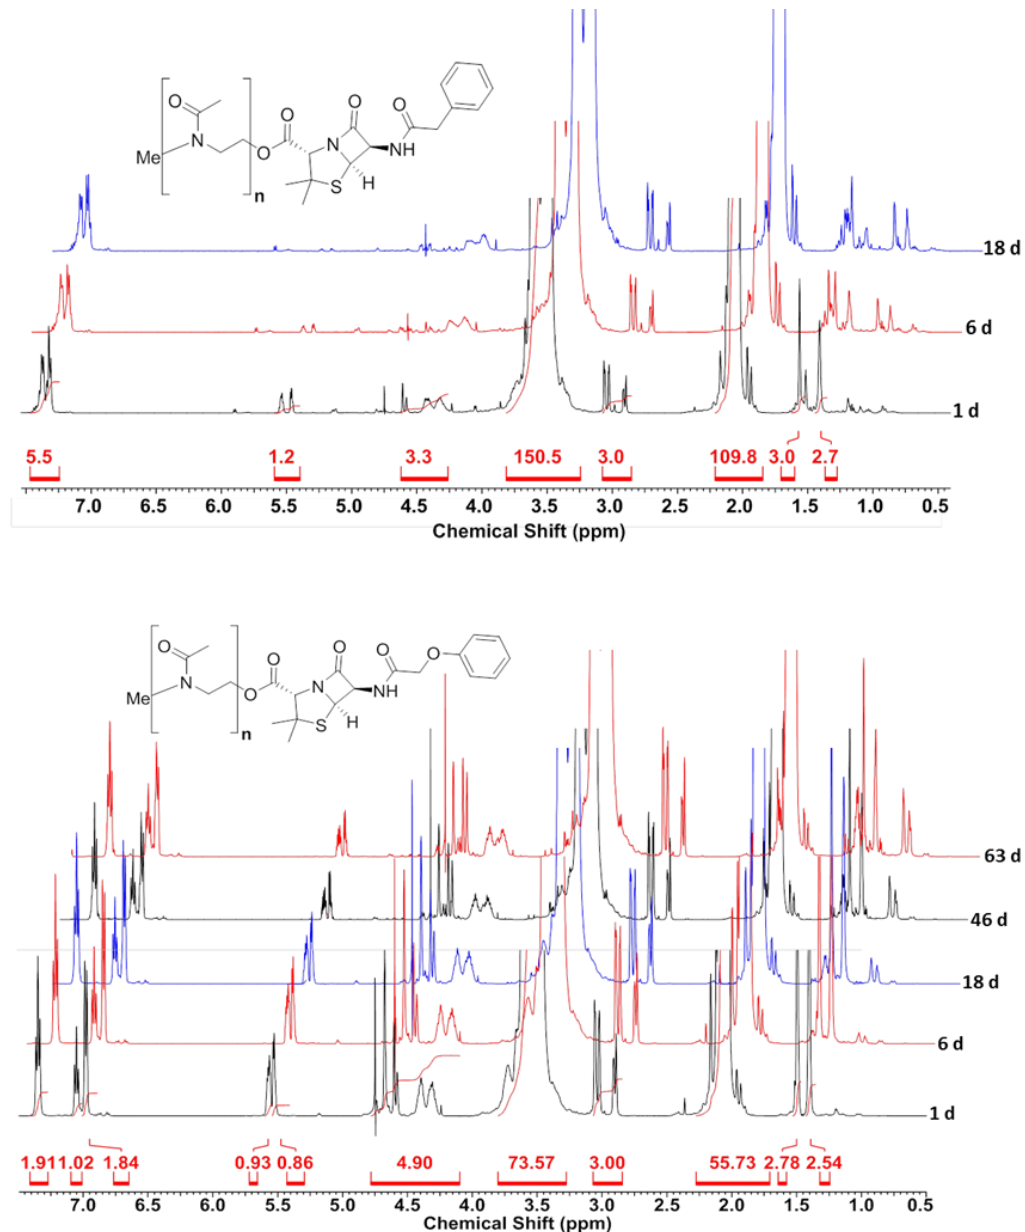 O
O
O
N
O
N
O
NH
Me
n
S
H
18 d
6 d
1 d
5.5 1.2 3.3 150.5 3.0 109.8 3.0 2.7
7.0 6.5 6.0 5.5 5.0 4.5 4.0 3.5 3.0 2.5 2.0 1.5 1.0 0.5
Chemical Shift (ppm)
O
O
O
O
O
N
O
N
NH
Me
n
S
H
63 d
46 d
18 d
6 d
1 d
1.91 1.02 1.84 0.93 0.86 4.90 73.57 3.00 55.73 2.78 2.54
7.0 6.5 6.0 5.5 5.0 4.5 4.0 3.5 3.0 2.5 2.0 1.5 1.0 0.5
Chemical Shift (ppm)